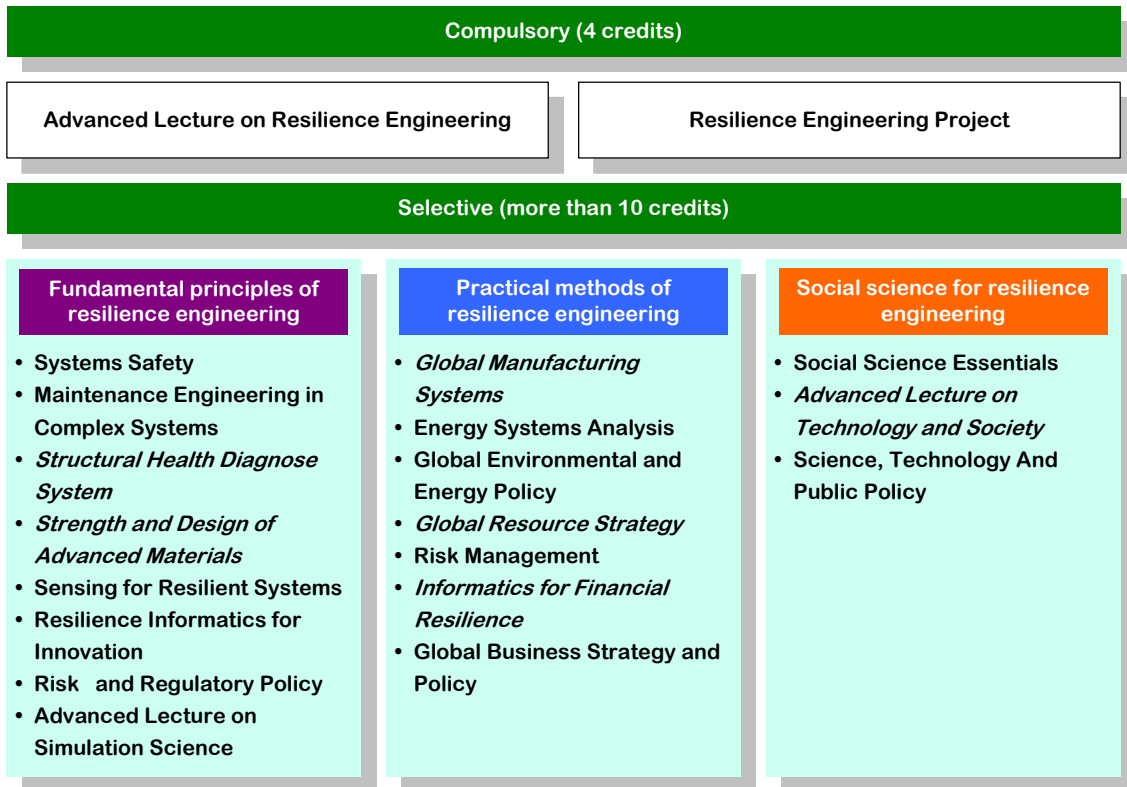 Compulsory (4 credits)
Advanced Lecture on Resilience Engineering
Resilience Engineering Project
Selective (more than 10 credits)
Fundamental principles of
resilience engineering
• Systems Safety
• Maintenance Engineering in
Complex Systems
• Structural Health Diagnose
System
• Strength and Design of
Advanced Materials
• Sensing for Resilient Systems
• Resilience Informatics for
Innovation
• Risk   and Regulatory Policy
• Advanced Lecture on
Simulation Science
Practical methods of
resilience engineering
• Global Manufacturing
Systems
• Energy Systems Analysis
• Global Environmental and
Energy Policy
• Global Resource Strategy
• Risk Management
• Informatics for Financial
Resilience
• Global Business Strategy and
Policy
Social science for resilience
engineering
• Social Science Essentials
• Advanced Lecture on
Technology and Society
• Science, Technology And
Public Policy